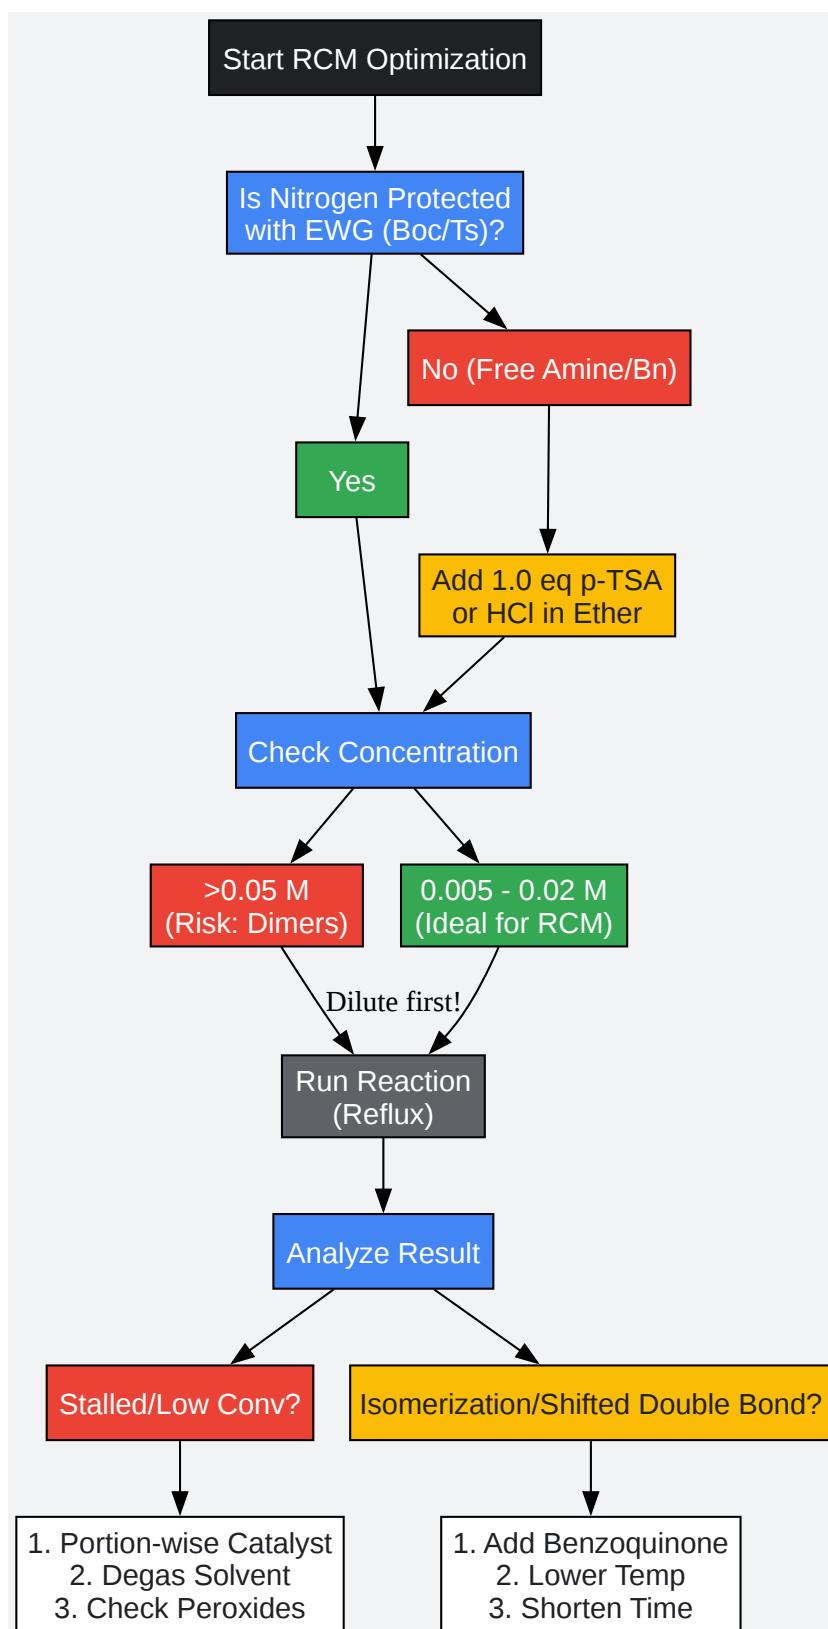 Start RCM Optimization
Is Nitrogen Protected
with EWG (Boc/Ts)?
No (Free Amine/Bn)
Yes
Add 1.0 eq p-TSA
or HCl in Ether
Check Concentration
>0.05 M
(Risk: Dimers)
0.005 - 0.02 M
(Ideal for RCM)
Dilute first!
Run Reaction
(Reflux)
Analyze Result
Stalled/Low Conv?
Isomerization/Shifted Double Bond?
1. Portion-wise Catalyst
2. Degas Solvent
3. Check Peroxides
1. Add Benzoquinone
2. Lower Temp
3. Shorten Time